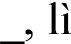 _, lì